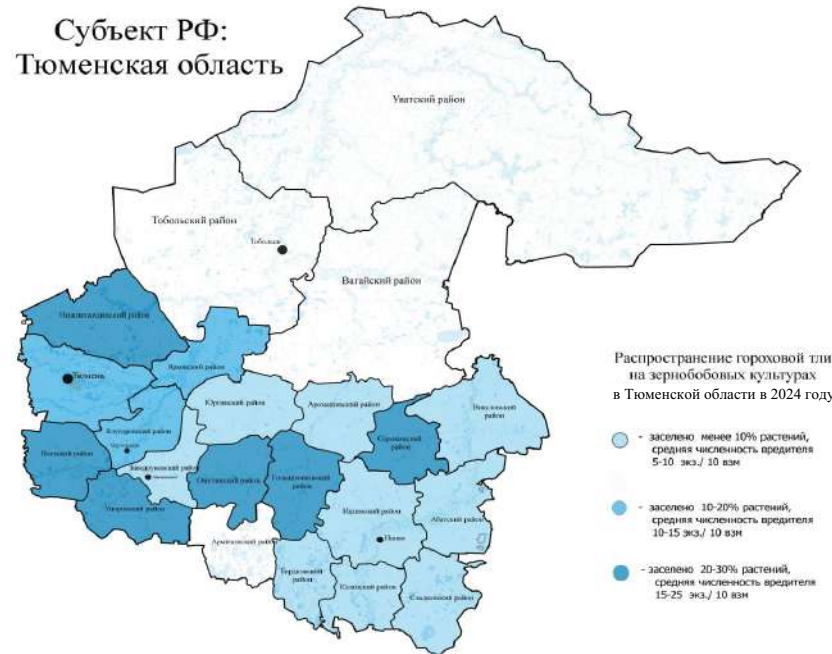 Субъект РФ:
Тюменская область
Уватский район
Тобольский район
Тобольск
Вагайский район
Нижнетавдинский район
Ярковский район
Тюмень
Юргинский район
Аромашевский район
Викуловский район
Сорокинский район
Ялуторовский район
Заводоуковский район
Омутинский район
Голышмановский район
Упоровский район
Ишимский район
Абатский район
Ишим
Армизонский район
Бердюжский район
Казанский район
Сладковский район
Распространение гороховой тли
на зернобобовых культурах
в Тюменской области в 2024 году
- заселено менее 10% растений,
средняя численность вредителя
5-10 экз./ 10 взм
- заселено 10-20% растений,
средняя численность вредителя
10-15 экз./ 10 взм
- заселено 20-30% растений,
средняя численность вредителя
15-25 экз./ 10 взм